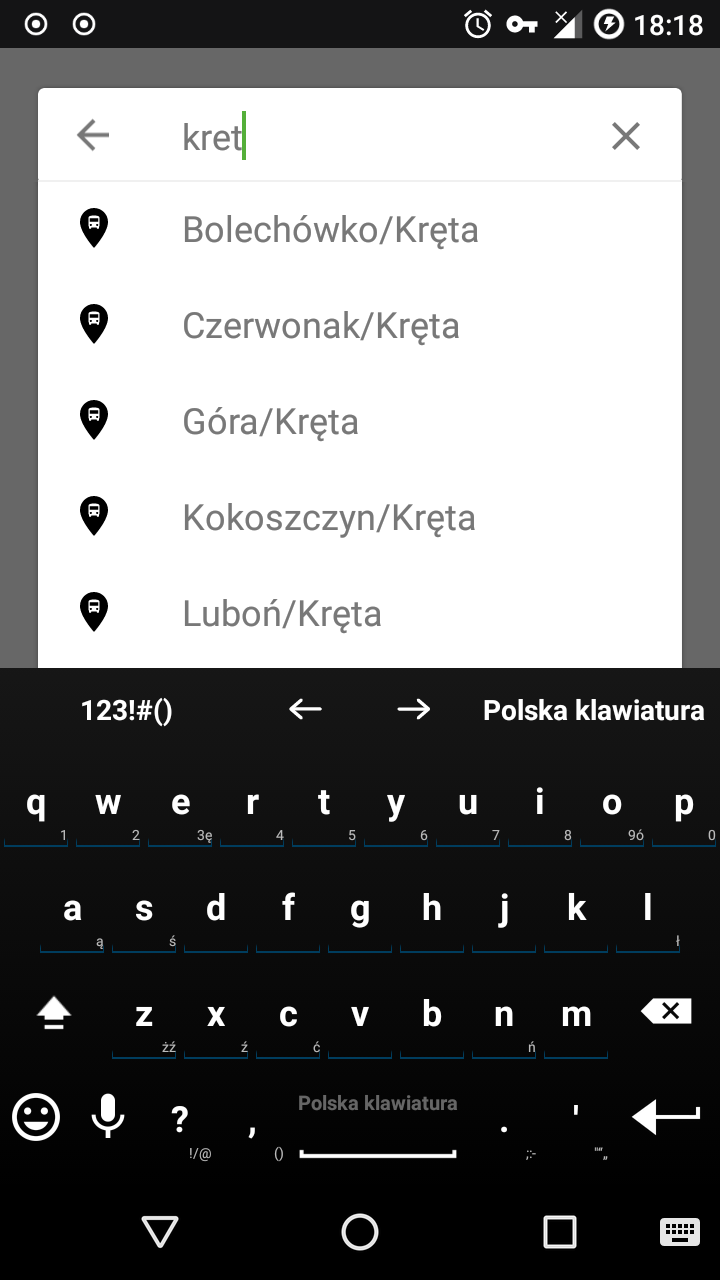 18:18
kret
Bolechówko/Kręta
Czerwonak/Kręta
Góra/Kręta
Kokoszczyn/Kręta
Luboń/Kręta
123!#() Polska klawiatura
q w e r t y u i o p
1 2 3ę 4 5 6 7 8 9ó 0
a s d f g h j k l
ą ś ł
z x c v b n m
żź ź ć ń
Polska klawiatura
? , . '
!/@ () ;:- "“”„